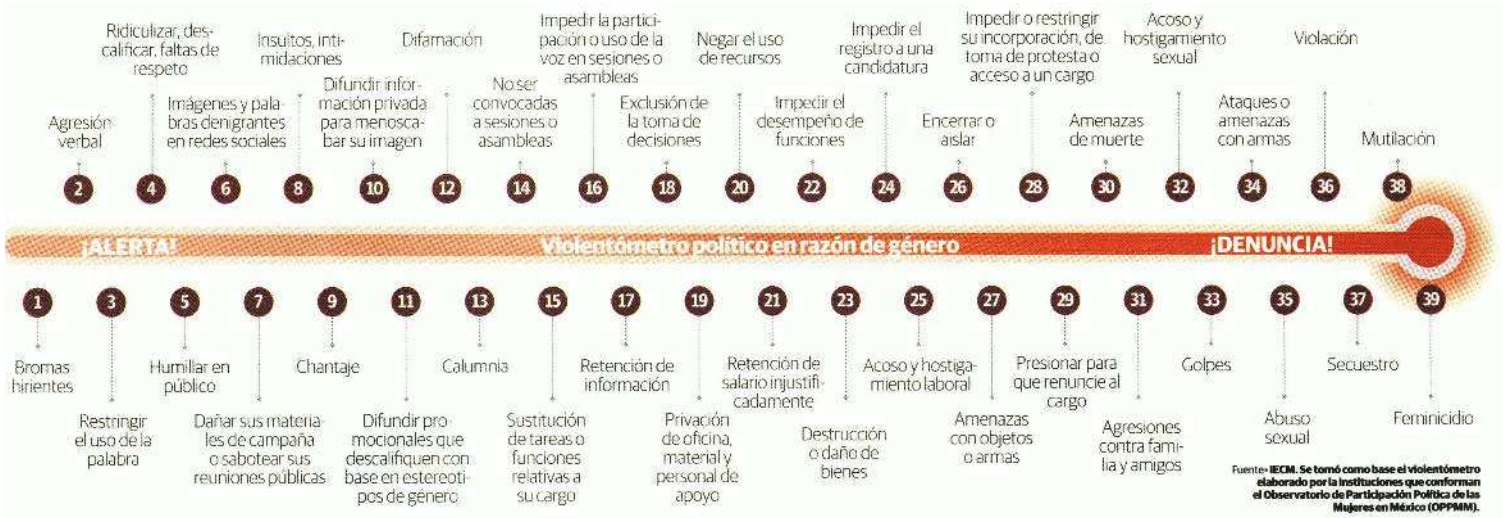 Agresión
verbal
2
Ridiculizar, des-
calificar, faltas de
respeto
4
Imágenes y pala-
bras denigrantes
en redes sociales
6
Insultos, inti-
midaciones
8
Difundir infor-
mación privada
para menosca-
bar su imagen
10
Difamación
12
No ser
convocadas
a sesiones o
asambleas
14
Impedir la partici-
pación o uso de la
voz en sesiones o
asambleas
16
Exclusión de
la toma de
decisiones
18
Negar el uso
de recursos
20
Impedir el
desempeño de
funciones
22
Impedir el
registro a una
candidatura
24
Encerrar o
aislar
26
Impedir o restringir
su incorporación, de
toma de protesta o
acceso a un cargo
28
Amenazas
de muerte
30
Acoso y
hostigamiento
sexual
32
Ataques o
amenazas
con armas
34
Violación
36
Mutilación
38
¡ALERTA!
Violentómetro político en razón de género
¡DENUNCIA!
1
Bromas
hirientes
3
Restringir
el uso de la
palabra
5
Humillar en
público
7
Dañar sus materia-
les de campaña
o sabotear sus
reuniones públicas
9
Chantaje
11
Difundir pro-
mocionales que
descalifiquen con
base en estereoti-
pos de género
13
Calumnia
15
Sustitución
de tareas o
funciones
relativas a
su cargo
17
Retención de
información
19
Privación
de oficina,
material y
personal de
apoyo
21
Retención de
salario injustifi-
cadamente
23
Destrucción
o daño de
bienes
25
Acoso y hostiga-
miento laboral
27
Amenazas
con objetos
o armas
29
Presionar para
que renuncie al
cargo
31
Agresiones
contra fami-
lia y amigos
33
Golpes
35
Abuso
sexual
37
Secuestro
39
Feminicidio
Fuente• IECM. Se tomó como base el violentómetro
elaborado por la instituciones que conforman
el Observatorio de Participación Política de las
Mujeres en México (OPPMM).